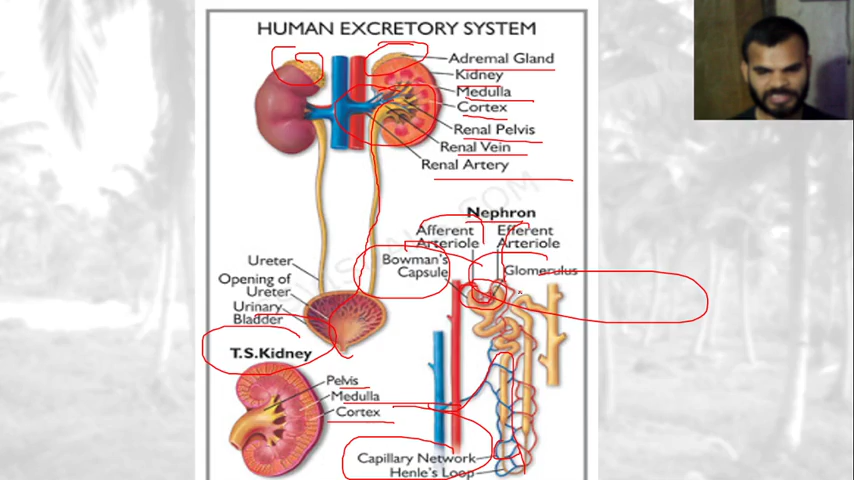 HUMAN EXCRETORY SYSTEM
Adremal Gland
Kidney
Medulla
Cortex
Renal Pelvis
Renal Vein
Renal Artery
Nephron
Afferent
Arteriole
Efferent
Arteriole
Bowman's
Capsule
Glomerulus
Ureter
Opening of
Ureter
Urinary
Bladder
T.S.Kidney
Pelvis
Medulla
Cortex
Capillary Network
Henle's Loop